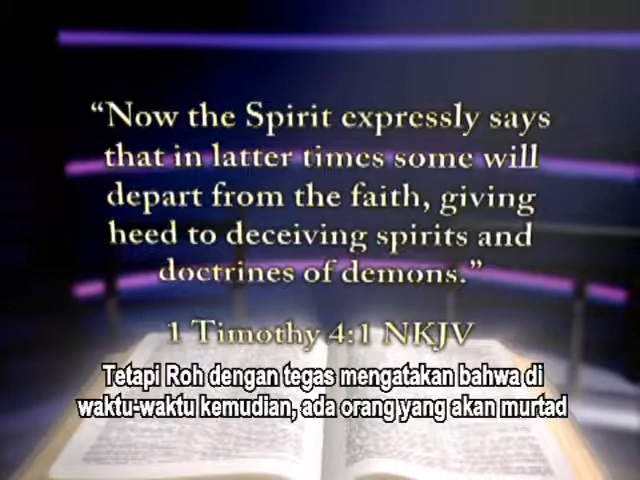 “Now the Spirit expressly says
that in latter times some will
depart from the faith, giving
heed to deceiving spirits and
doctrines of demons.”
1 Timothy 4:1 NKJV
Tetapi Roh dengan tegas mengatakan bahwa di
waktu-waktu kemudian, ada orang yang akan murtad